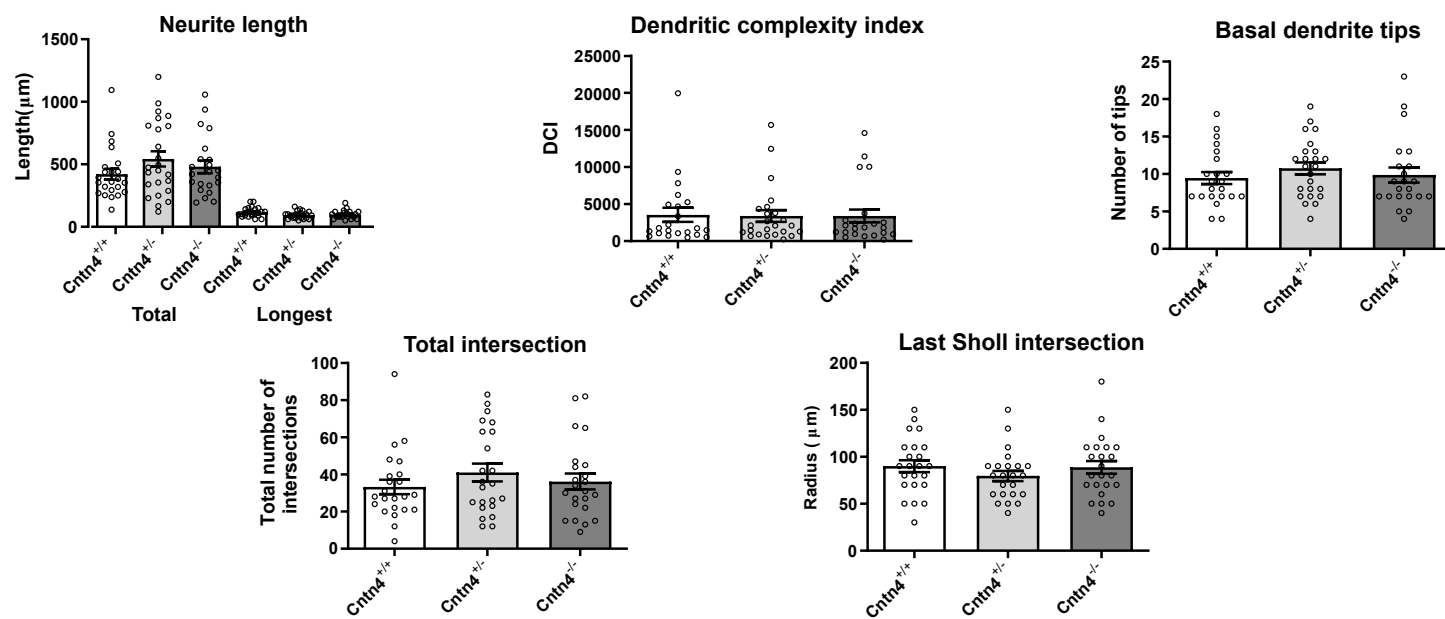 Neurite length
Length(μm)
1500
1000
500
0
Cntn4+/+
Cntn4+/-
Cntn4-/-
Cntn4+/+
Cntn4+/-
Cntn4-/-
Total
Longest
Dendritic complexity index
DCI
25000
20000
15000
10000
5000
0
Cntn4+/+
Cntn4+/-
Cntn4-/-
Basal dendrite tips
Number of tips
25
20
15
10
5
0
Cntn4+/+
Cntn4+/-
Cntn4-/-
Total intersection
Total number of
intersections
100
80
60
40
20
0
Cntn4+/+
Cntn4+/-
Cntn4-/-
Last Sholl intersection
Radius ( μm)
200
150
100
50
0
Cntn4+/+
Cntn4+/-
Cntn4-/-